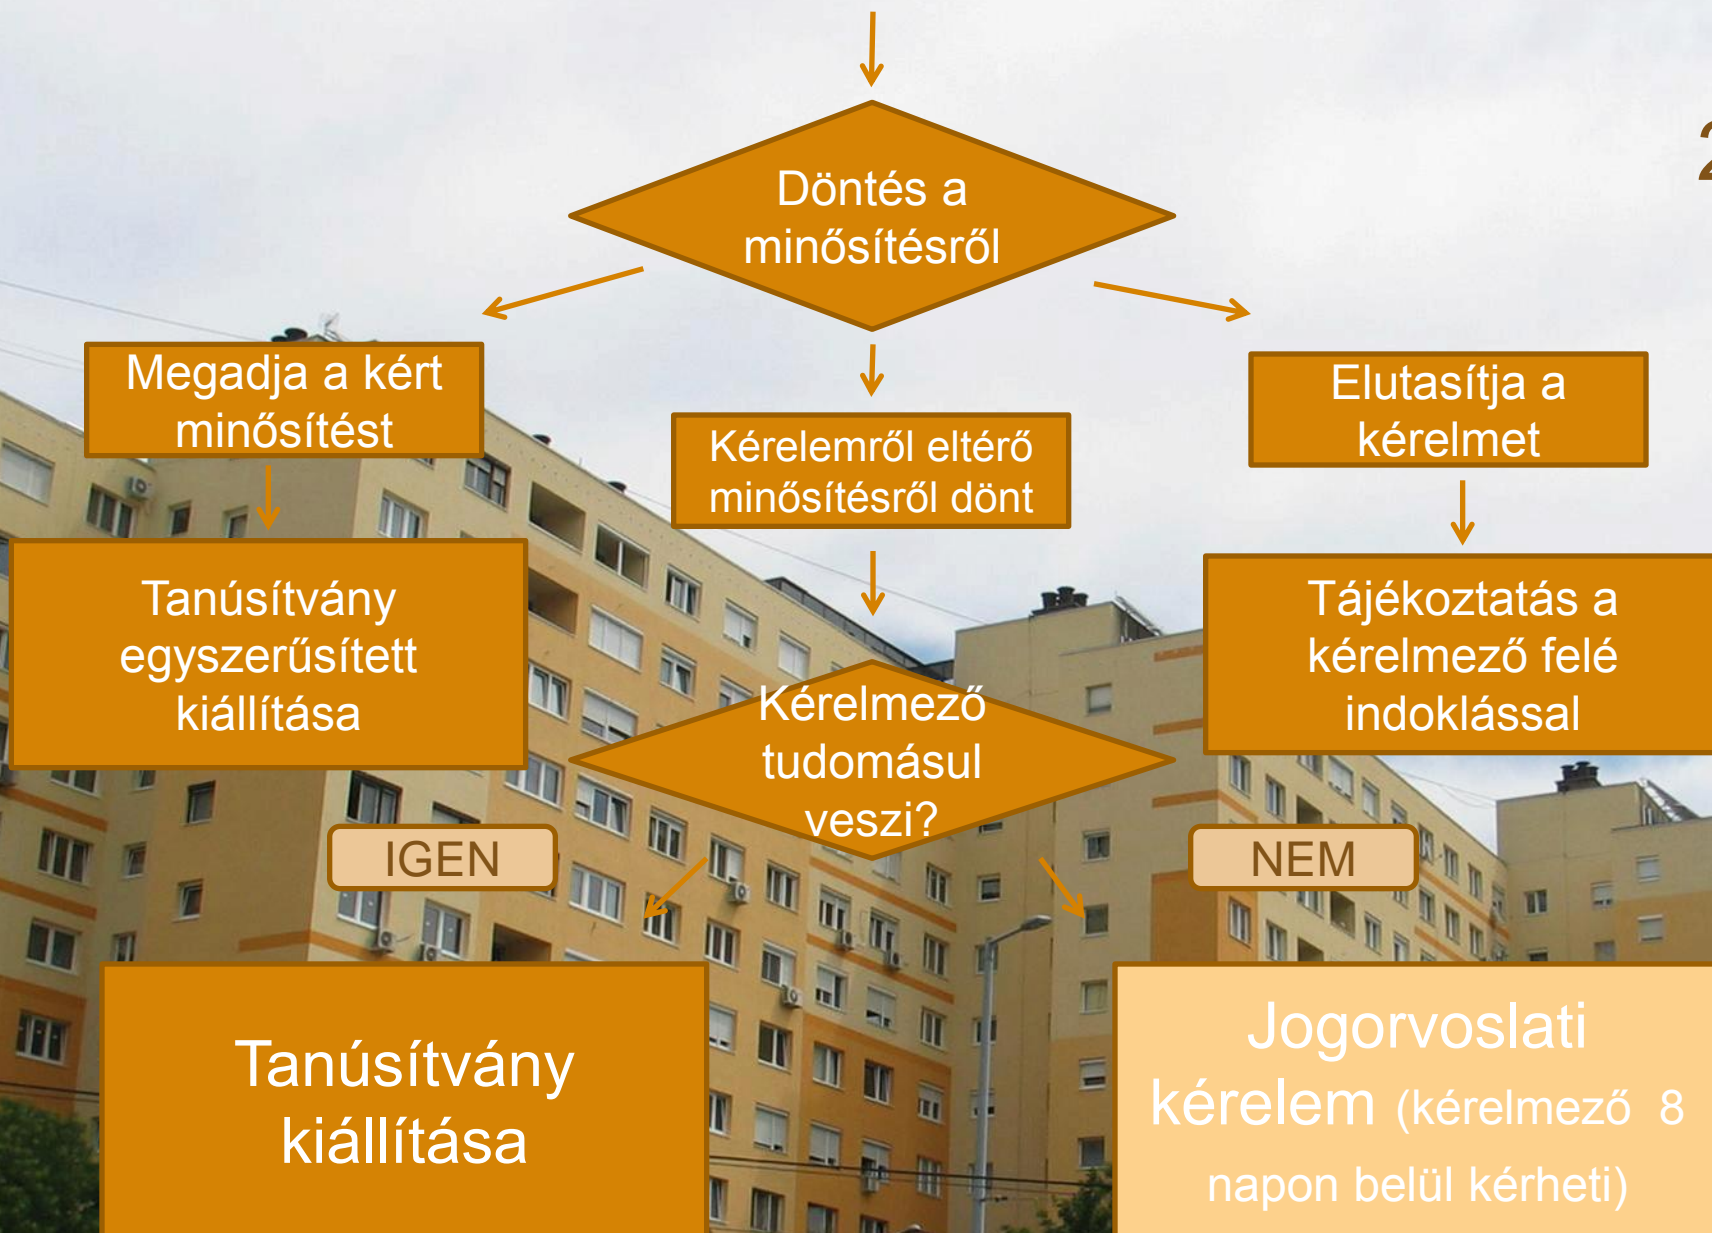 2
Döntés a
minősítésről
Megadja a kért
minősítést
Kérelemről eltérő
minősítésről dönt
Elutasítja a
kérelmet
Tanúsítvány
egyszerűsített
kiállítása
Tájékoztatás a
kérelmező felé
indoklással
Kérelmező
tudomásul
veszi?
IGEN
NEM
Tanúsítvány
kiállítása
Jogorvoslati
kérelem (kérelmező 8
napon belül kérheti)